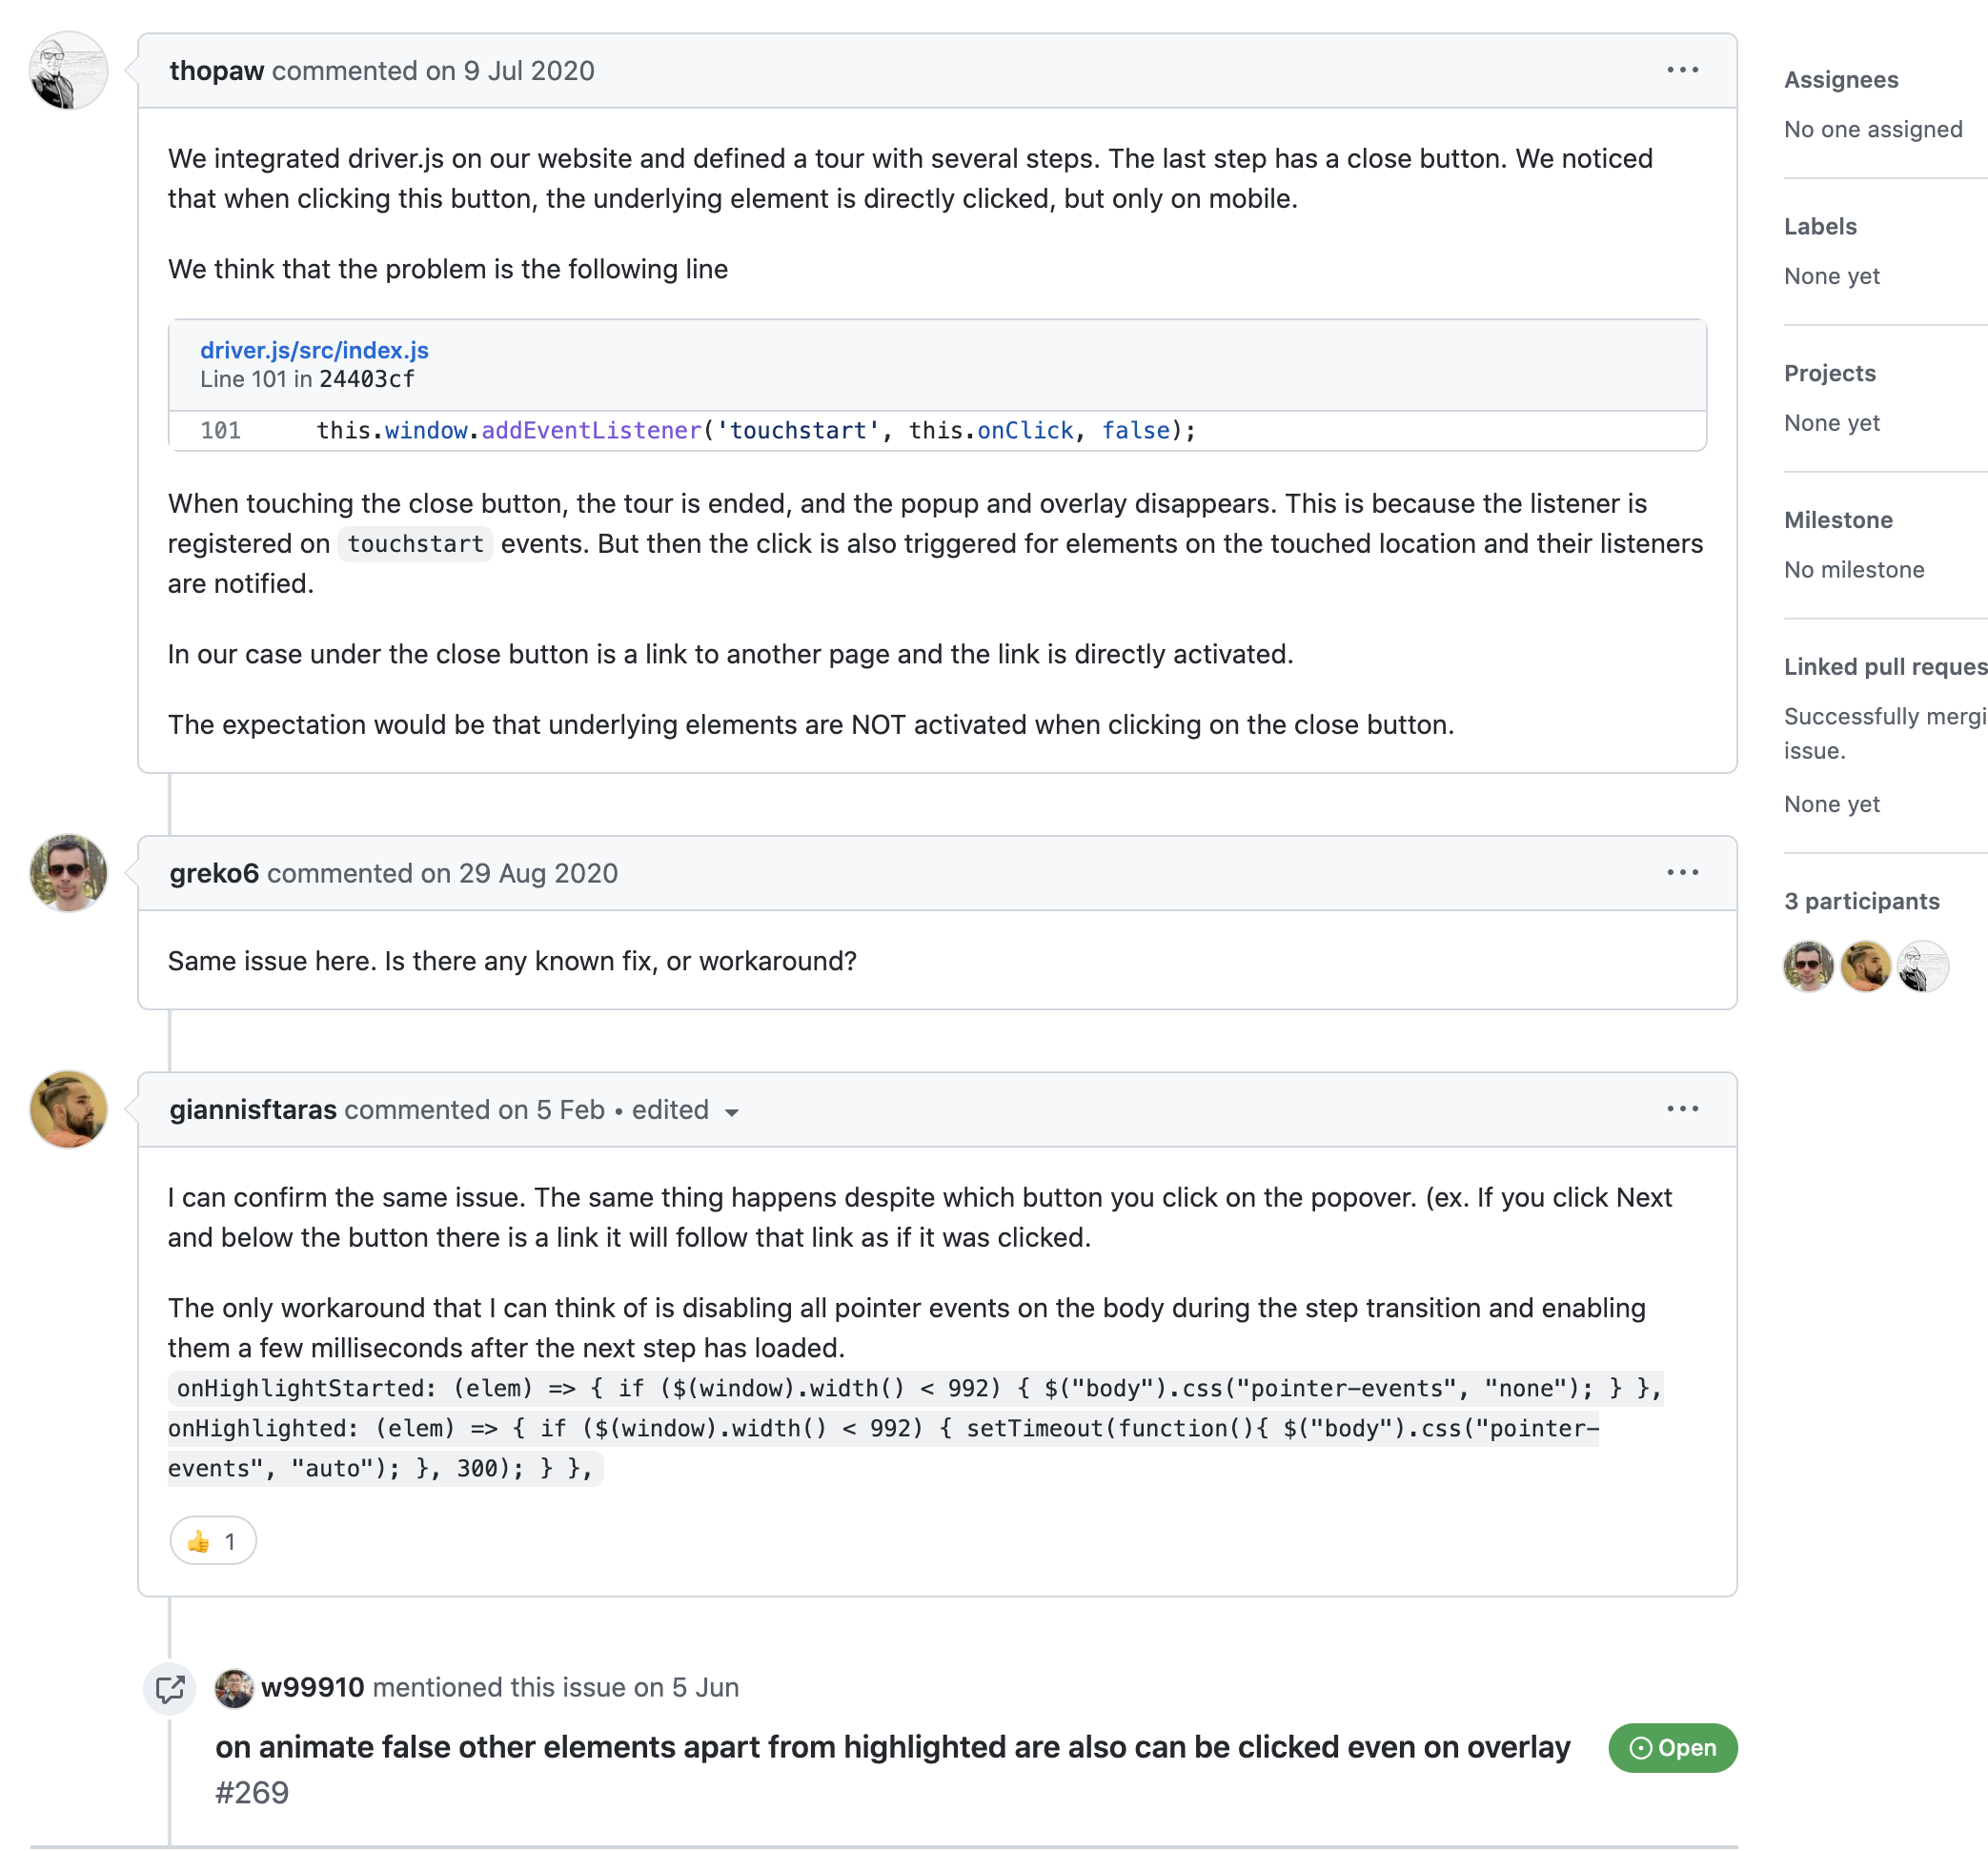 thopaw commented on 9 Jul 2020
We integrated driver.js on our website and defined a tour with several steps. The last step has a close button. We noticed
that when clicking this button, the underlying element is directly clicked, but only on mobile.
We think that the problem is the following line
driver.js/src/index.js
Line 101 in 24403cf
101 this.window.addEventListener('touchstart', this.onClick, false);
When touching the close button, the tour is ended, and the popup and overlay disappears. This is because the listener is
registered on touchstart events. But then the click is also triggered for elements on the touched location and their listeners
are notified.
In our case under the close button is a link to another page and the link is directly activated.
The expectation would be that underlying elements are NOT activated when clicking on the close button.
greko6 commented on 29 Aug 2020
Same issue here. Is there any known fix, or workaround?
giannisftaras commented on 5 Feb • edited
I can confirm the same issue. The same thing happens despite which button you click on the popover. (ex. If you click Next
and below the button there is a link it will follow that link as if it was clicked.
The only workaround that I can think of is disabling all pointer events on the body during the step transition and enabling
them a few milliseconds after the next step has loaded.
onHighlightStarted: (elem) => { if ($(window).width() < 992) { $("body").css("pointer-events", "none"); } },
onHighlighted: (elem) => { if ($(window).width() < 992) { setTimeout(function(){ $("body").css("pointer-
events", "auto"); }, 300); } },
👍 1
w99910 mentioned this issue on 5 Jun
on animate false other elements apart from highlighted are also can be clicked even on overlay
#269
Open
Assignees
No one assigned
Labels
None yet
Projects
None yet
Milestone
No milestone
Linked pull reques
Successfully mergi
issue.
None yet
3 participants